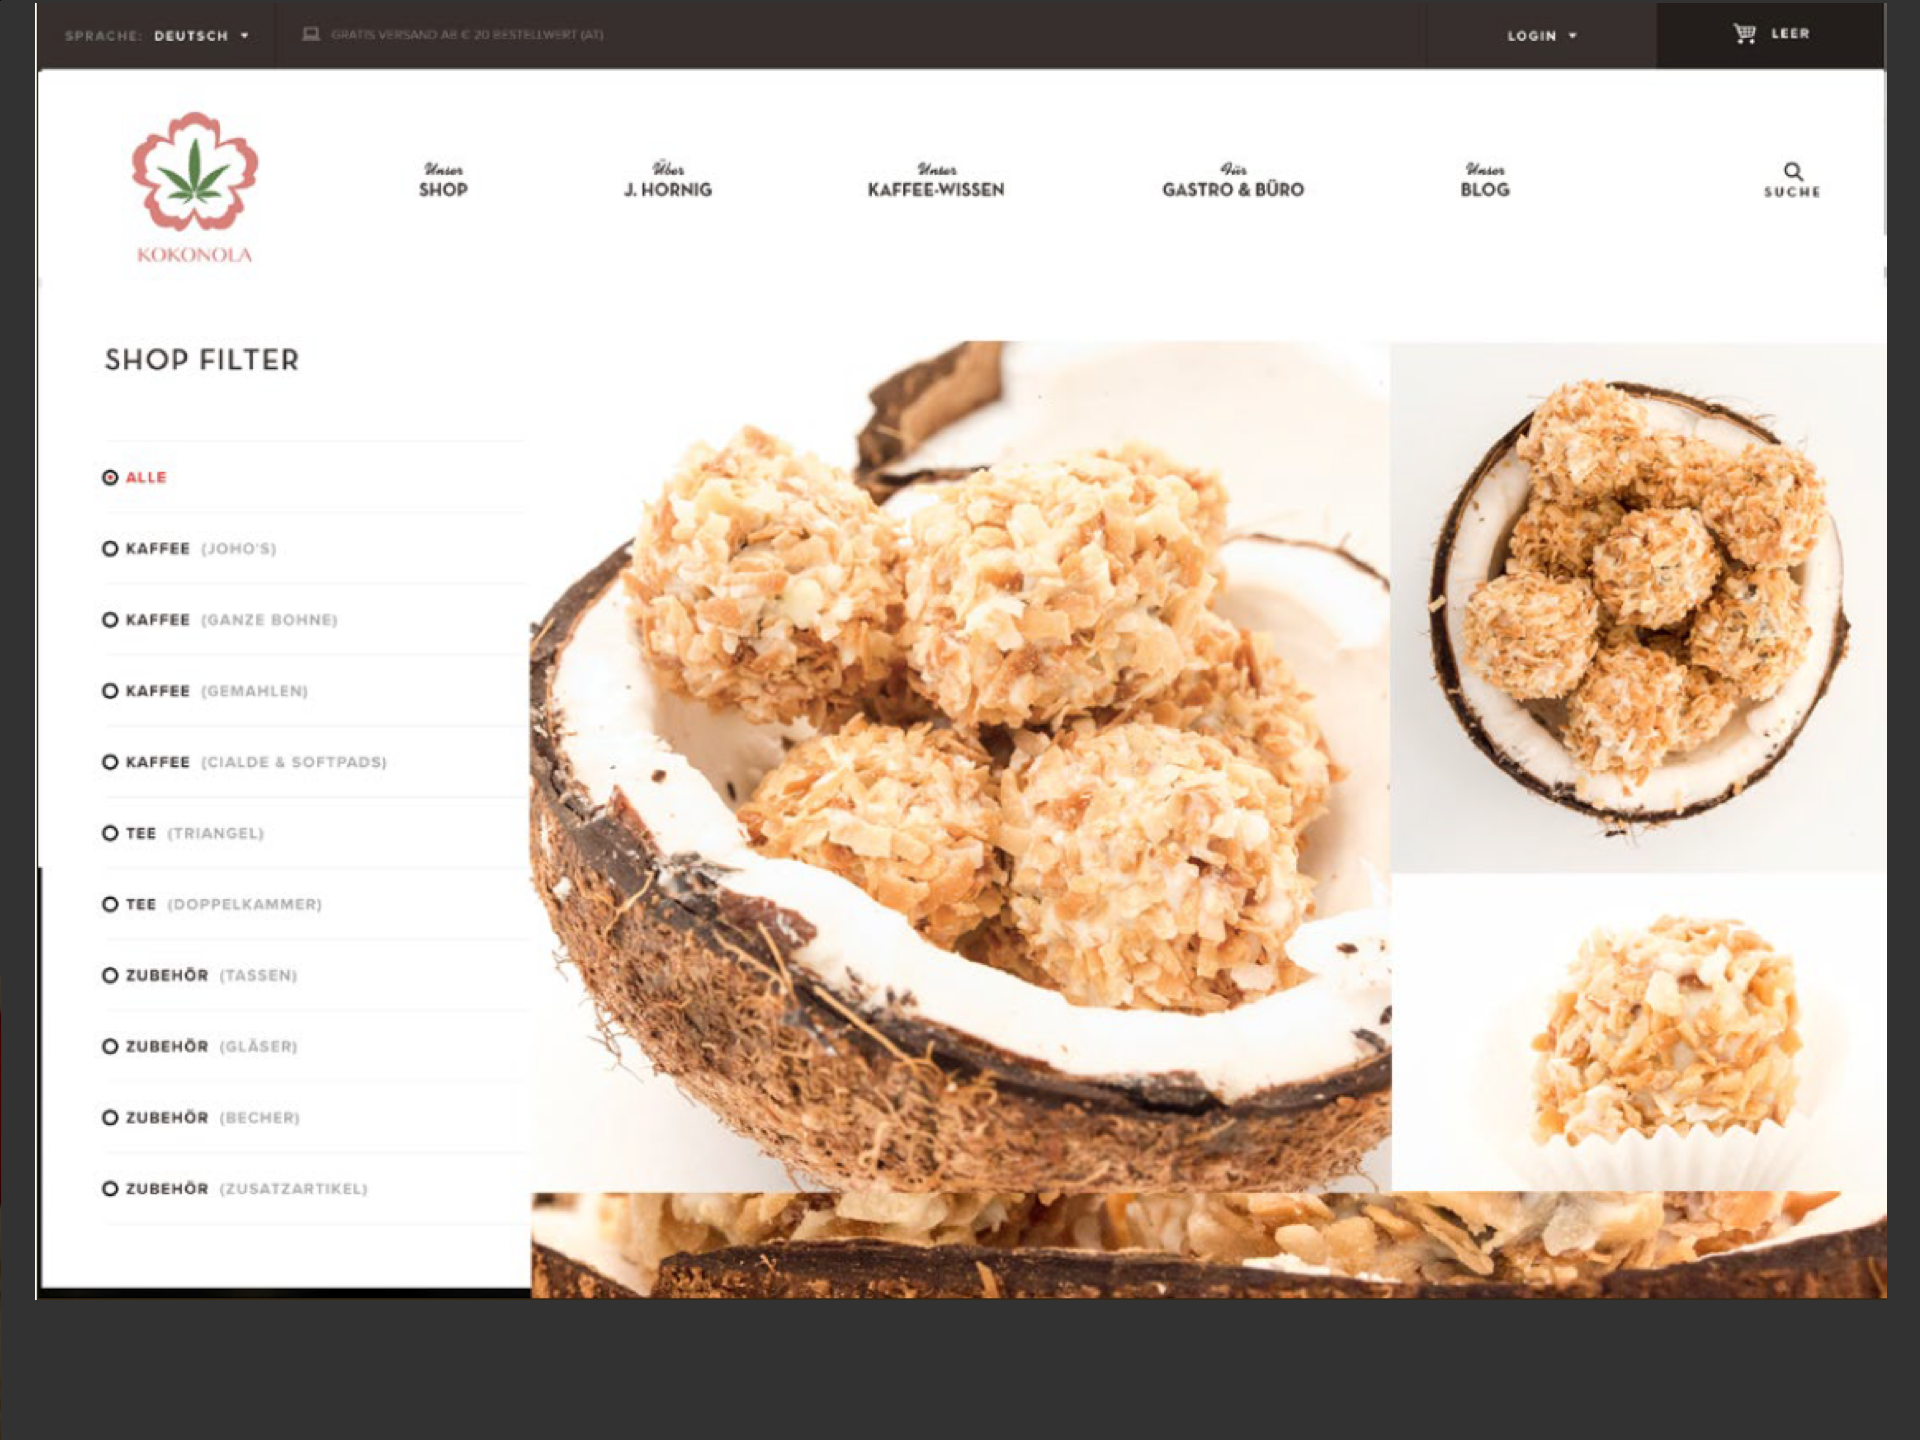 SPRACHE: DEUTSCH
GRATIS VERSAND AB € 20 BESTELLWERT (AT)
LOGIN
LEER
KOKONOLA
Unser
SHOP
Über
J. HORNIG
Unser
KAFFEE-WISSEN
Für
GASTRO & BÜRO
Unser
BLOG
SUCHE
SHOP FILTER
ALLE
KAFFEE (JOHO'S)
KAFFEE (GANZE BOHNE)
KAFFEE (GEMAHLEN)
KAFFEE (CIALDE & SOFTPADS)
TEE (TRIANGEL)
TEE (DOPPELKAMMER)
ZUBEHÖR (TASSEN)
ZUBEHÖR (GLÄSER)
ZUBEHÖR (BECHER)
ZUBEHÖR (ZUSATZARTIKEL)